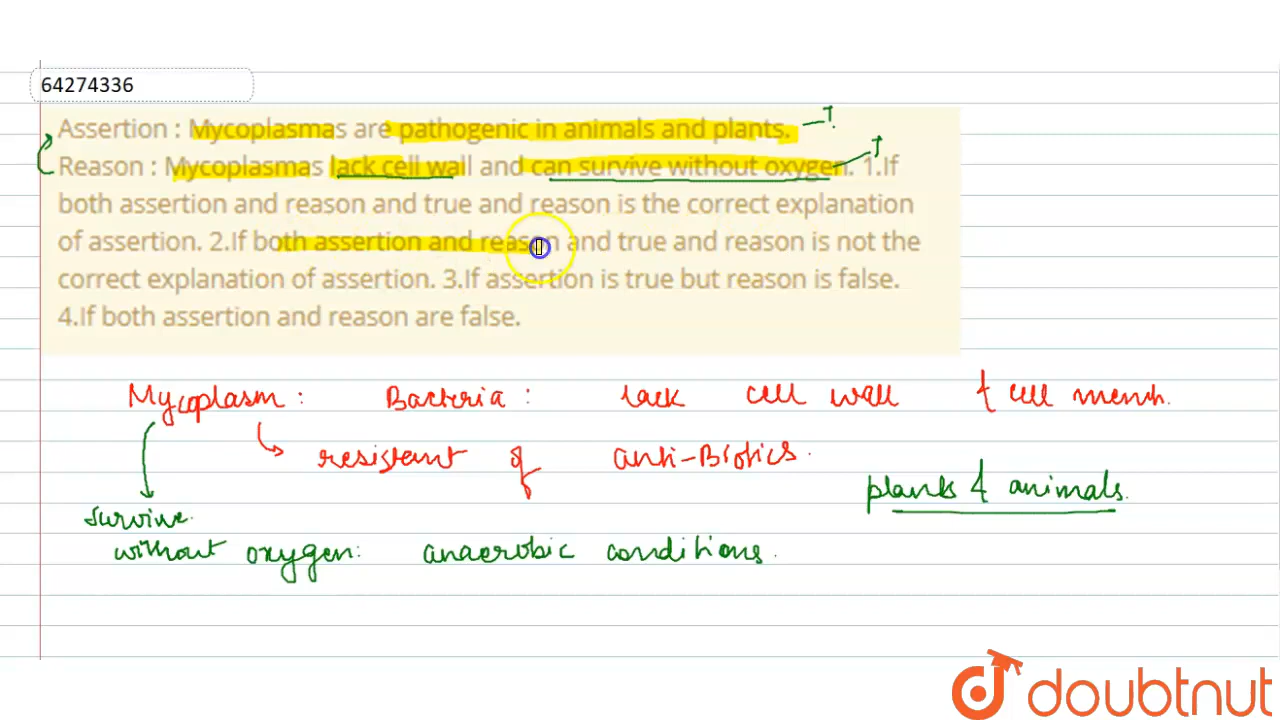 64274336
Assertion : Mycoplasmas are pathogenic in animals and plants. T
Reason : Mycoplasmas lack cell wall and can survive without oxygen. 1.If T
both assertion and reason and true and reason is the correct explanation
of assertion. 2.If both assertion and reason and true and reason is not the
correct explanation of assertion. 3.If assertion is true but reason is false.
4.If both assertion and reason are false.
Mycoplasm : Bacteria : lack cell wall & cell memb.
resistant of anti-Biotics.
plants & animals.
survive
without oxygen: anaerobic conditions.
doubtnut